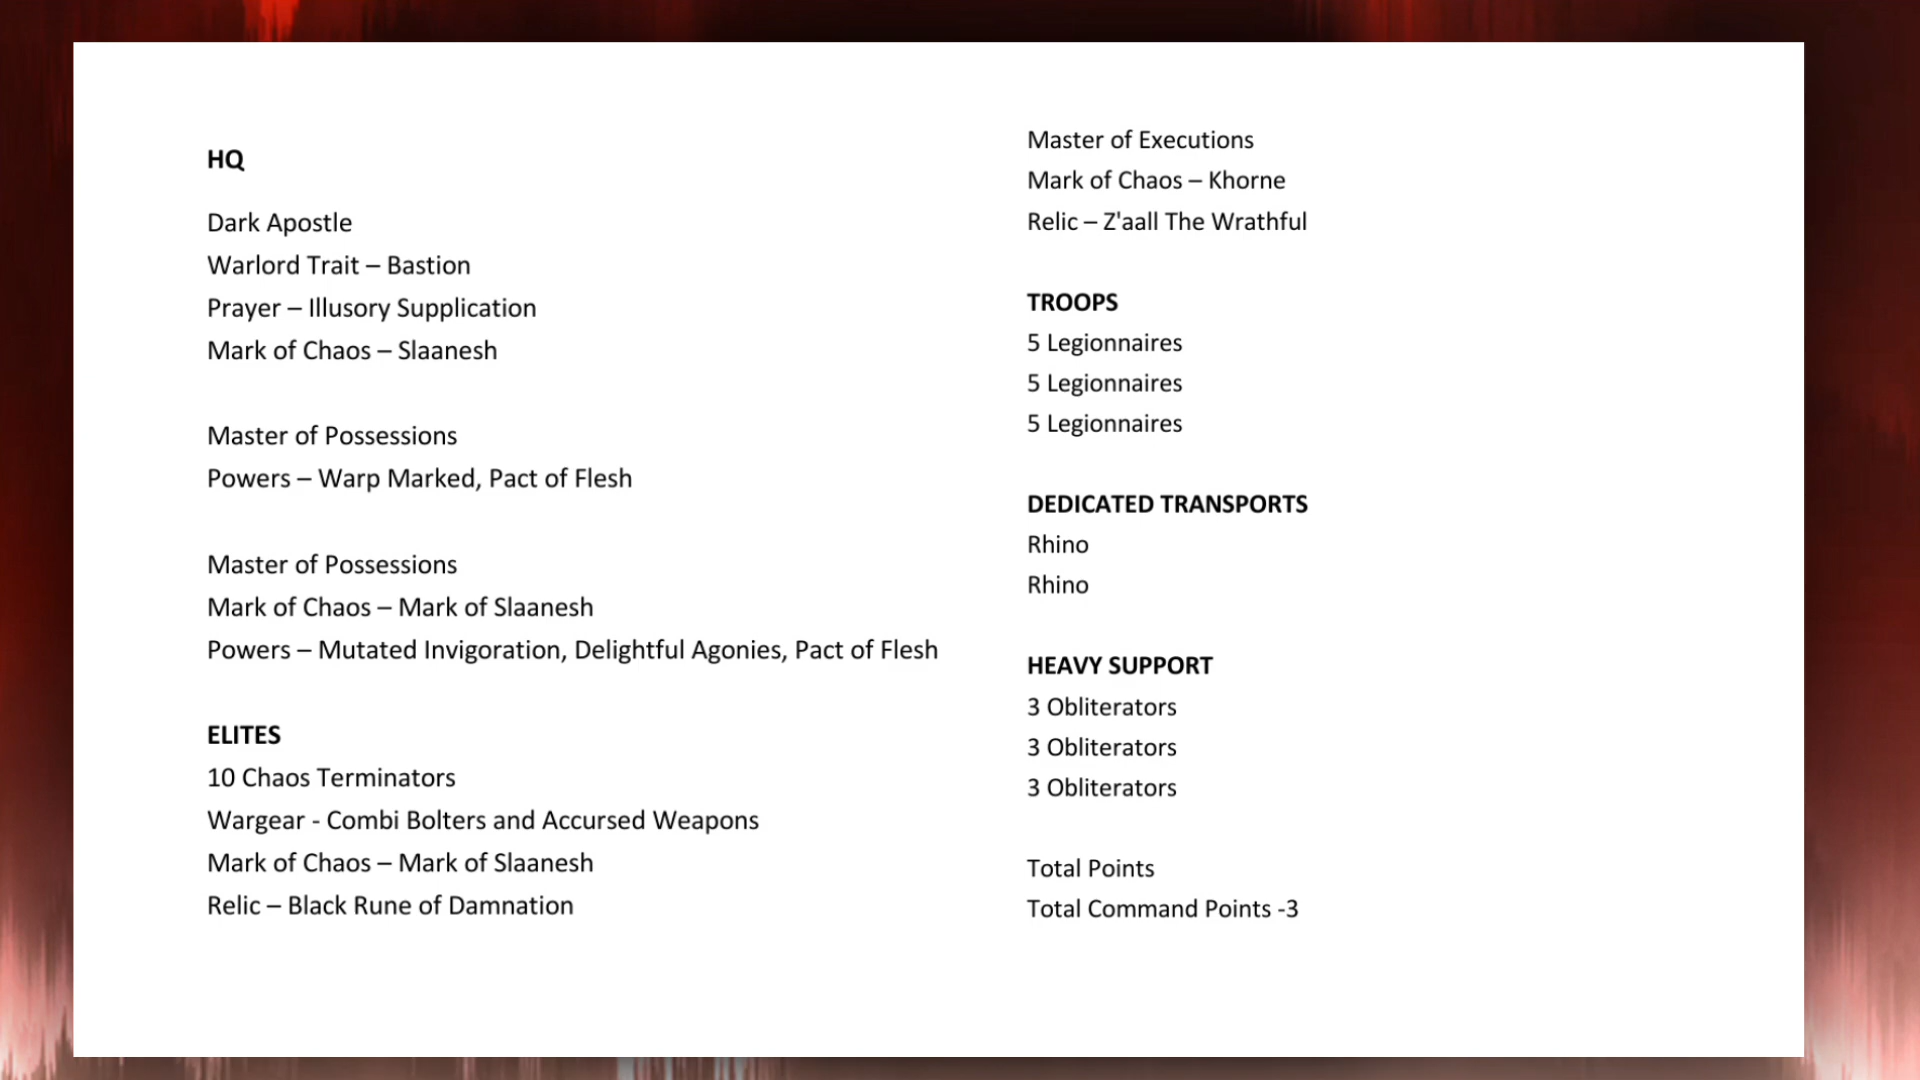 HQ
Dark Apostle
Warlord Trait – Bastion
Prayer – Illusory Supplication
Mark of Chaos – Slaanesh
Master of Possessions
Powers – Warp Marked, Pact of Flesh
Master of Possessions
Mark of Chaos – Mark of Slaanesh
Powers – Mutated Invigoration, Delightful Agonies, Pact of Flesh
ELITES
10 Chaos Terminators
Wargear - Combi Bolters and Accursed Weapons
Mark of Chaos – Mark of Slaanesh
Relic – Black Rune of Damnation
Master of Executions
Mark of Chaos – Khorne
Relic – Z'aall The Wrathful
TROOPS
5 Legionnaires
5 Legionnaires
5 Legionnaires
DEDICATED TRANSPORTS
Rhino
Rhino
HEAVY SUPPORT
3 Obliterators
3 Obliterators
3 Obliterators
Total Points
Total Command Points -3